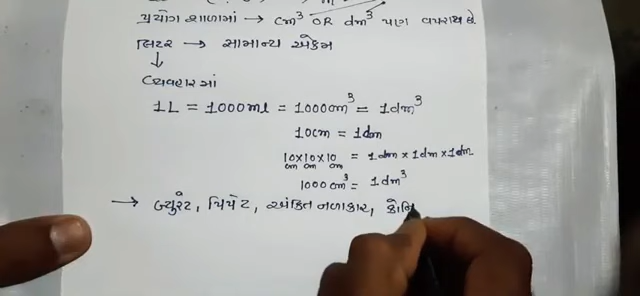 પ્રયોગ શાળામાં → cm³ OR dm³ પણ વપરાય છે.
લિટર → સામાન્ય એકમ
↓
વ્યવહારમાં
1L = 1000ml = 1000cm³ = 1dm³
10cm = 1dm
10cm × 10cm × 10cm = 1dm × 1dm × 1dm
1000cm³ = 1dm³
→ બ્યુરેટ, પિપેટ, અંકિત નળાકાર,